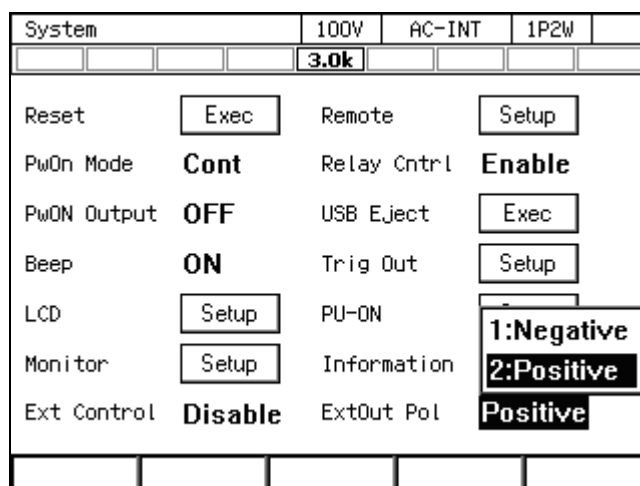 System 100V AC-INT 1P2W
3.0k
Reset Exec Remote Setup
PwOn Mode Cont Relay Cntrl Enable
PwON Output OFF USB Eject Exec
Beep ON Trig Out Setup
LCD Setup PU-ON
1:Negative
Monitor Setup Information 2:Positive
Ext Control Disable ExtOut Pol Positive